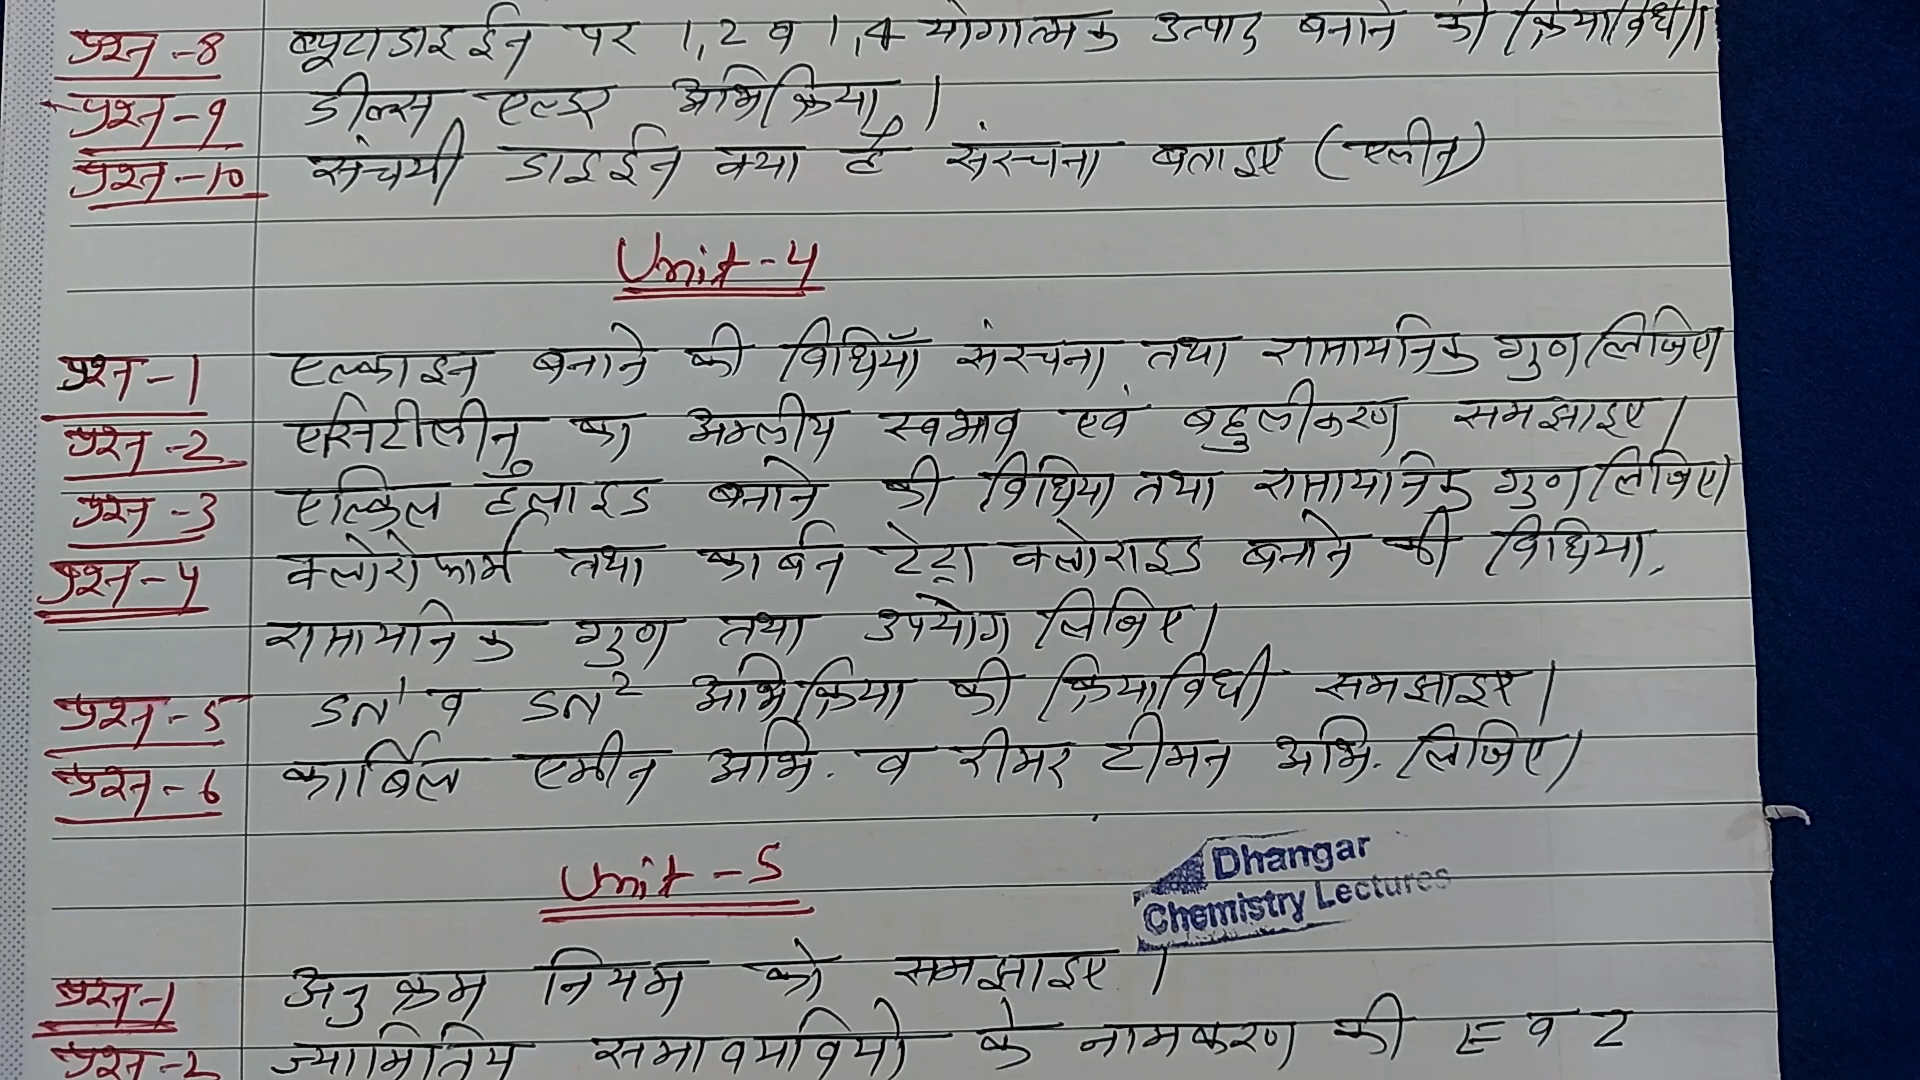 प्रश्न-8 ब्यूटाडाइईन पर 1,2 व 1,4 योगात्मक उत्पाद बनाने की क्रियाविधी।
प्रश्न-9 डील्स एल्डर अभिक्रिया।
प्रश्न-10 संचयी डाइईन क्या है संरचना बताइए (एलीन)
Unit-4
प्रश्न-1 एल्काइन बनाने की विधियाँ संरचना तथा रासायनिक गुण लिखिए।
प्रश्न-2 एसिटीलीन का अम्लीय स्वभाव एवं बहुलीकरण समझाइए।
प्रश्न-3 एल्किल हैलाइड बनाने की विधिया तथा रासायनिक गुण लिखिए।
प्रश्न-4 क्लोरोफार्म तथा कार्बन टेट्रा क्लोराइड बनाने की विधिया,
रासायनिक गुण तथा उपयोग लिखिए।
प्रश्न-5 SN¹ व SN² अभिक्रिया की क्रियाविधी समझाइए।
प्रश्न-6 कार्बिल एमीन अभि. व रीमर टीमन अभि. लिखिए।
Unit-5
Dhangar
Chemistry Lectures
प्रश्न-1 अनुक्रम नियम को समझाइए।
प्रश्न-2 ज्यामितिय समावयवियो के नामकरण की E व Z